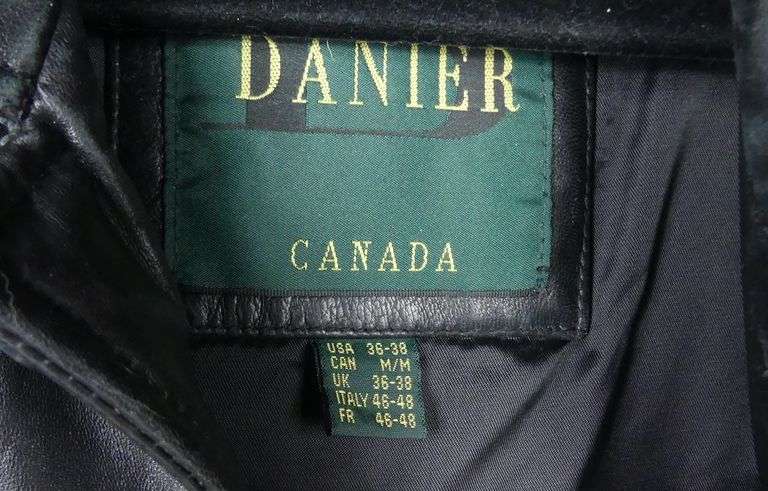 DANIER
CANADA
USA 36-38
CAN M/M
UK 36-38
ITALY 46-48
FR 46-48